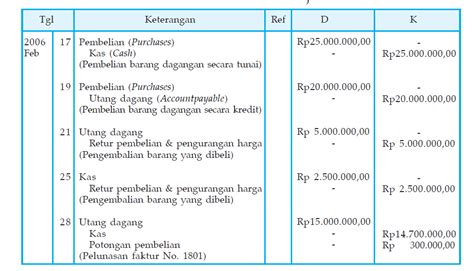 Tgl Keterangan Ref D K
2006 17 Pembelian (Purchases) Rp25.000.000,00 -
Feb Kas (Cash) - Rp25.000.000,00
(Pembelian barang dagangan secara tunai)
19 Pembelian (Purchases) Rp20.000.000,00 -
Utang dagang (Accountpayable) - Rp20.000.000,00
(Pembelian barang dagangan secara kredit)
21 Utang dagang Rp 5.000.000,00 -
Retur pembelian & pengurangan harga - Rp 5.000.000,00
(Pengembalian barang yang dibeli)
25 Kas Rp 2.500.000,00 -
Retur pembelian & pengurangan harga - Rp 2.500.000,00
(Pengembalian barang yang dibeli)
28 Utang dagang Rp15.000.000,00 -
Kas - Rp14.700.000,00
Potongan pembelian - Rp 300.000,00
(Pelunasan faktur No. 1801)